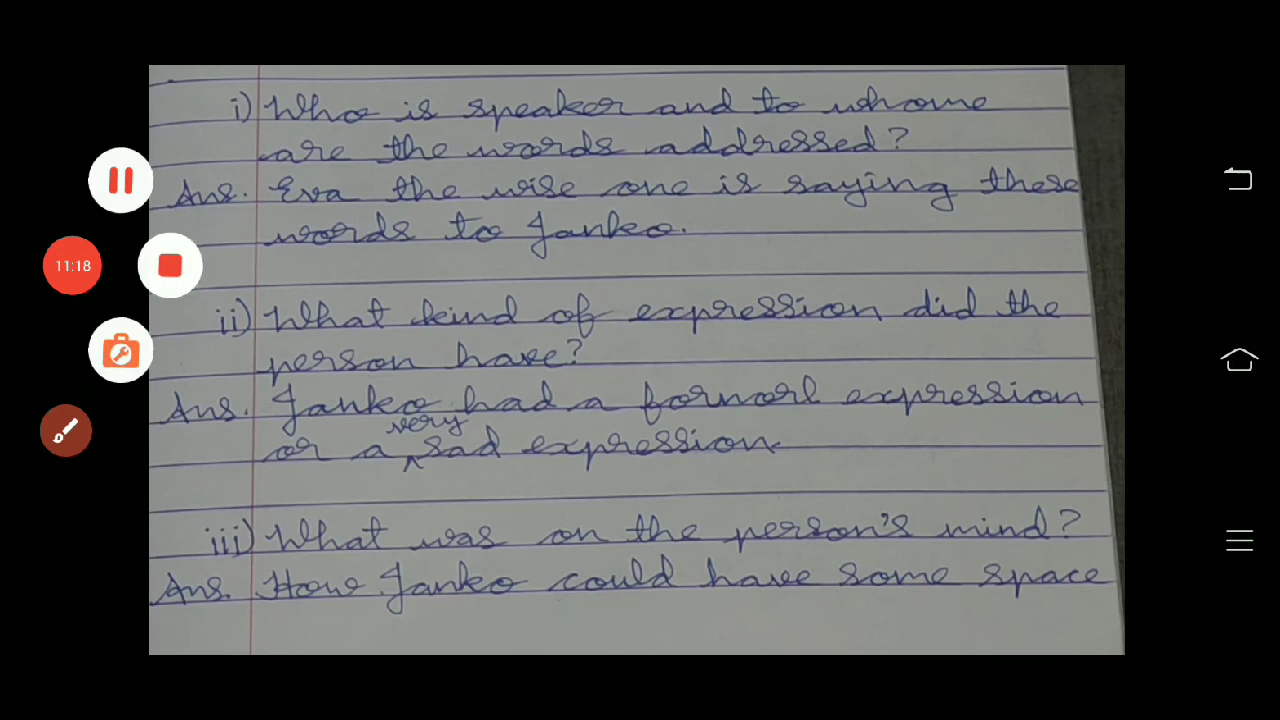 i) Who is speaker and to whome
are the words addressed?
Ans. Eva the wise one is saying these
words to Janko.
ii) What kind of expression did the
person have?
Ans. Janko had a forworl expression
very
or a ^ sad expression.
iii) What was on the person's mind?
Ans. How Janko could have some space
11:18